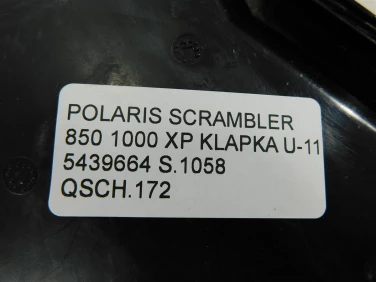 POLARIS SCRAMBLER
850 1000 XP KLAPKA U-11
5439664 S.1058
QSCH.172